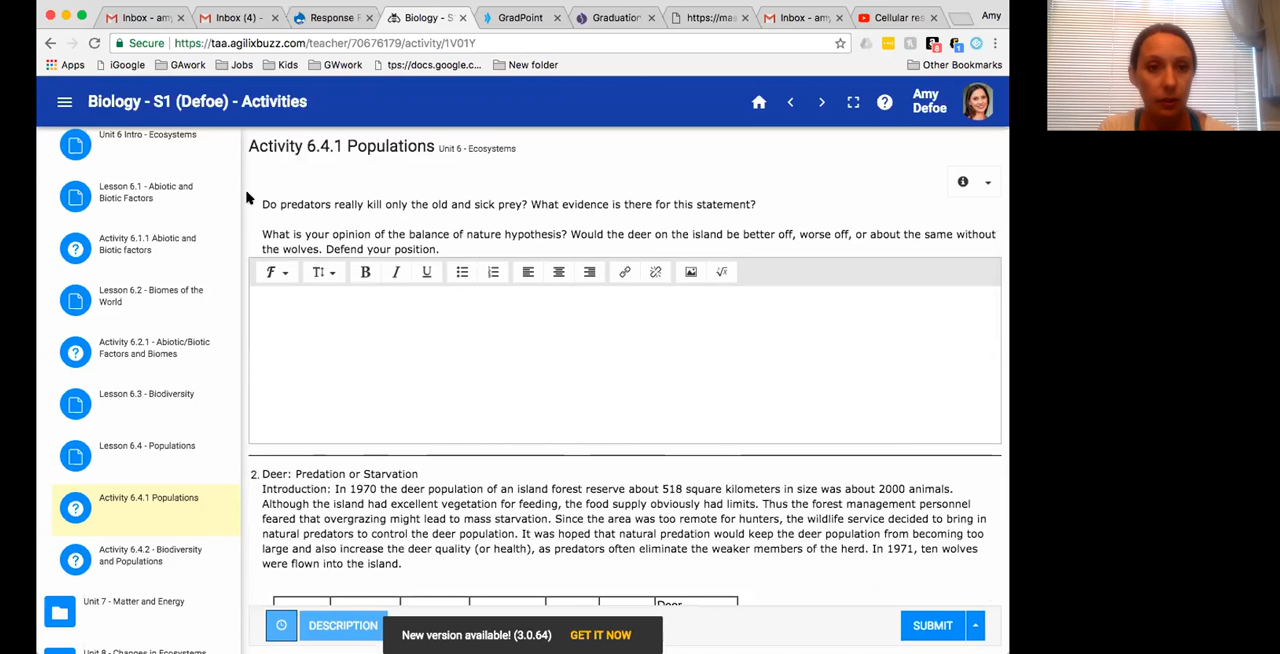 Inbox - am
Inbox (4) -
Response F
Biology - S
GradPoint
Graduation
https://ma
Inbox - am
Cellular res
Amy
Secure
https://taa.agilixbuzz.com/teacher/70676179/activity/1V01Y
Apps
iGoogle
GAwork
Jobs
Kids
GWwork
tps://docs.google.c...
New folder
Other Bookmarks
Biology - S1 (Defoe) - Activities
Amy
Defoe
Unit 6 Intro - Ecosystems
Lesson 6.1 - Abiotic and
Biotic Factors
Activity 6.1.1 Abiotic and
Biotic factors
Lesson 6.2 - Biomes of the
World
Activity 6.2.1 - Abiotic/Biotic
Factors and Biomes
Lesson 6.3 - Biodiversity
Lesson 6.4 - Populations
Activity 6.4.1 Populations
Activity 6.4.2 - Biodiversity
and Populations
Unit 7 - Matter and Energy
Unit 8 - Changes in Ecosystems
Activity 6.4.1 Populations Unit 6 - Ecosystems
Do predators really kill only the old and sick prey? What evidence is there for this statement?
What is your opinion of the balance of nature hypothesis? Would the deer on the island be better off, worse off, or about the same without
the wolves. Defend your position.
2. Deer: Predation or Starvation
Introduction: In 1970 the deer population of an island forest reserve about 518 square kilometers in size was about 2000 animals.
Although the island had excellent vegetation for feeding, the food supply obviously had limits. Thus the forest management personnel
feared that overgrazing might lead to mass starvation. Since the area was too remote for hunters, the wildlife service decided to bring in
natural predators to control the deer population. It was hoped that natural predation would keep the deer population from becoming too
large and also increase the deer quality (or health), as predators often eliminate the weaker members of the herd. In 1971, ten wolves
were flown into the island.
Deer
DESCRIPTION
New version available! (3.0.64)
GET IT NOW
SUBMIT